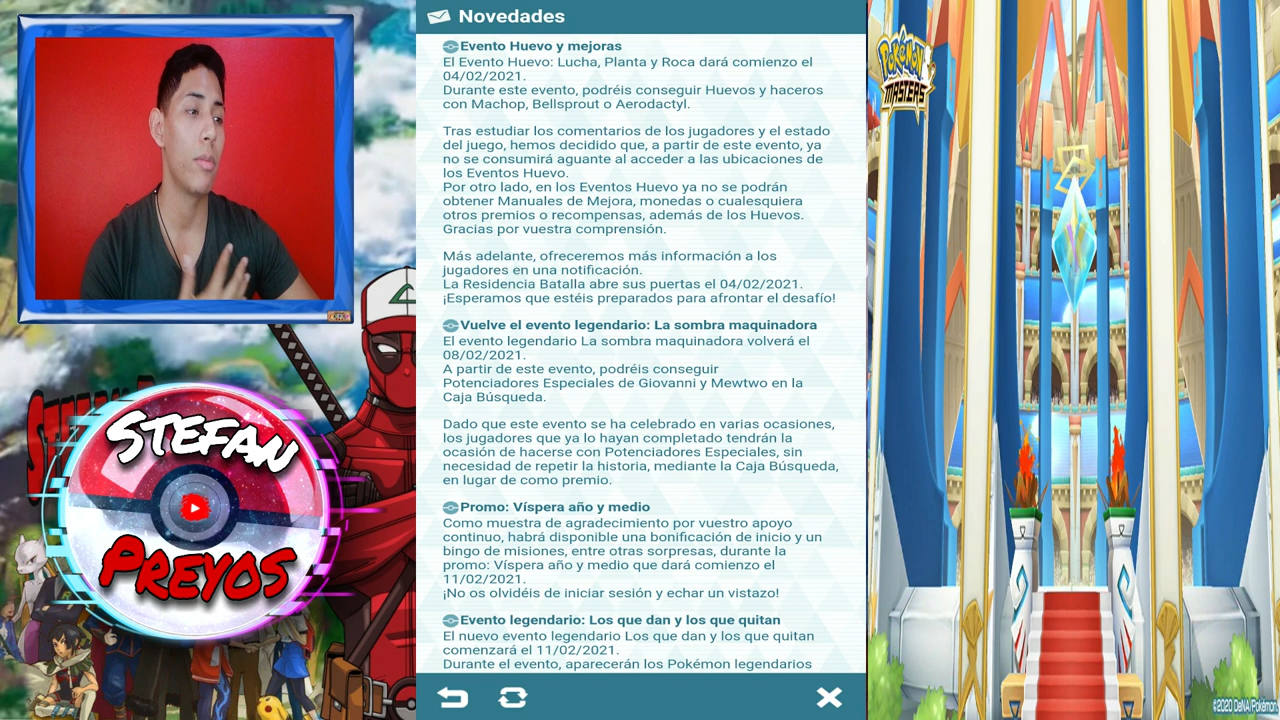 Novedades
Evento Huevo y mejoras
El Evento Huevo: Lucha, Planta y Roca dará comienzo el
04/02/2021.
Durante este evento, podréis conseguir Huevos y haceros
con Machop, Bellsprout o Aerodactyl.
Tras estudiar los comentarios de los jugadores y el estado
del juego, hemos decidido que, a partir de este evento, ya
no se consumirá aguante al acceder a las ubicaciones de
los Eventos Huevo.
Por otro lado, en los Eventos Huevo ya no se podrán
obtener Manuales de Mejora, monedas o cualesquiera
otros premios o recompensas, además de los Huevos.
Gracias por vuestra comprensión.
Más adelante, ofreceremos más información a los
jugadores en una notificación.
La Residencia Batalla abre sus puertas el 04/02/2021.
¡Esperamos que estéis preparados para afrontar el desafío!
Vuelve el evento legendario: La sombra maquinadora
El evento legendario La sombra maquinadora volverá el
08/02/2021.
A partir de este evento, podréis conseguir
Potenciadores Especiales de Giovanni y Mewtwo en la
Caja Búsqueda.
Dado que este evento se ha celebrado en varias ocasiones,
los jugadores que ya lo hayan completado tendrán la
ocasión de hacerse con Potenciadores Especiales, sin
necesidad de repetir la historia, mediante la Caja Búsqueda,
en lugar de como premio.
Promo: Víspera año y medio
Como muestra de agradecimiento por vuestro apoyo
continuo, habrá disponible una bonificación de inicio y un
bingo de misiones, entre otras sorpresas, durante la
promo: Víspera año y medio que dará comienzo el
11/02/2021.
¡No os olvidéis de iniciar sesión y echar un vistazo!
Evento legendario: Los que dan y los que quitan
El nuevo evento legendario Los que dan y los que quitan
comenzará el 11/02/2021.
Durante el evento, aparecerán los Pokémon legendarios
STEFAN
PREYOS
POKéMON
MASTERS
©2020 DeNA/Pokémon